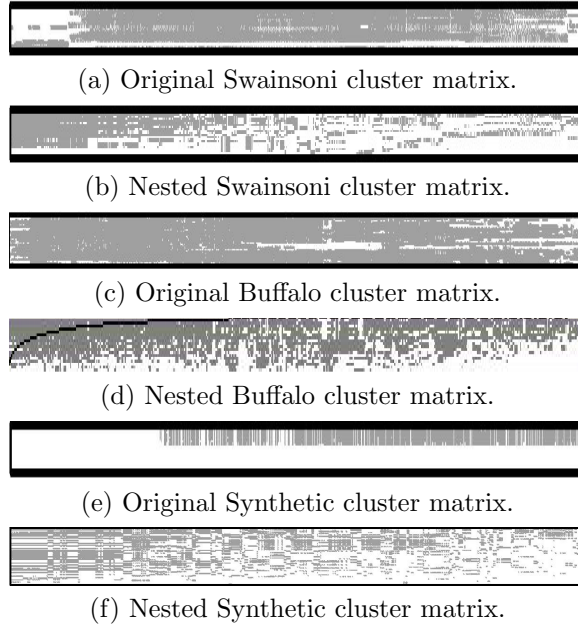 (a) Original Swainsoni cluster matrix.
(b) Nested Swainsoni cluster matrix.
(c) Original Buffalo cluster matrix.
(d) Nested Buffalo cluster matrix.
(e) Original Synthetic cluster matrix.
(f) Nested Synthetic cluster matrix.